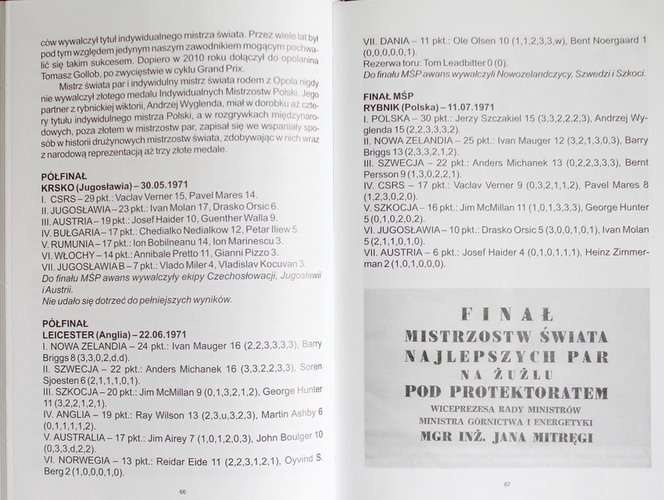 ców wywalczył tytuł indywidualnego mistrza świata. Przez wiele lat był
pod tym względem jedynym naszym zawodnikiem mogącym pochwa-
lić się takim sukcesem. Dopiero w 2010 roku dołączył do opolanina
Tomasz Gollob, po zwycięstwie w cyklu Grand Prix.
Mistrz świata par i indywidulny mistrz świata rodem z Opola nigdy
nie wywalczył złotego medalu Indywidualnych Mistrzostw Polski. Jego
partner z rybnickiej wiktorii, Andrzej Wyglenda, miał w dorobku aż czte-
ry tytułu indywidulnego mistrza Polski, a w rozgrywkach międzynaro-
dowych, poza złotem w mistrzostw par, zapisał się we wspaniały spo-
sób w historii drużynowych mistrzostw świata, zdobywając w nich wraz
z narodową reprezentacją aż trzy złote medale.
PÓŁFINAŁ
KRSKO (Jugosławia) – 30.05.1971
I. CSRS – 29 pkt.: Vaclav Verner 15, Pavel Mares 14.
II. JUGOSŁAWIA – 23 pkt.: Ivan Molan 17, Drasko Orsic 6.
III. AUSTRIA – 19 pkt.: Josef Haider 10, Guenther Walla 9.
IV. BUŁGARIA – 17 pkt.: Chedialko Nedialkow 12, Petar Iliew 5.
V. RUMUNIA – 17 pkt.: Ion Bobilneanu 14, Ion Marinescu 3.
VI. WŁOCHY – 14 pkt.: Annibale Pretto 11, Gianni Pizzo 3.
VII. JUGOSŁAWIA B – 7 pkt.: Vlado Miler 4, Vladislav Kocuvan 3.
Do finału MŚP awans wywalczyły ekipy Czechosłowacji, Jugosławii
i Austrii.
Nie udało się dotrzeć do pełniejszych wyników.
PÓŁFINAŁ
LEICESTER (Anglia) – 22.06.1971
I. NOWA ZELANDIA – 24 pkt.: Ivan Mauger 16 (2,2,3,3,3,3), Barry
Briggs 8 (3,3,0,2,d,d).
II. SZWECJA – 22 pkt.: Anders Michanek 16 (3,3,2,2,3,3), Soren
Sjoesten 6 (2,1,1,1,0,1).
III. SZKOCJA – 20 pkt.: Jim McMillan 9 (0,1,3,2,1,2), George Hunter
11 (3,2,2,1,2,1).
IV. ANGLIA – 19 pkt.: Ray Wilson 13 (2,3,u,3,2,3), Martin Ashby 6
(0,1,1,1,1,2).
V. AUSTRALIA – 17 pkt.: Jim Airey 7 (1,0,1,2,0,3), John Boulger 10
(0,3,3,d,2,2).
VI. NORWEGIA – 13 pkt.: Reidar Eide 11 (2,2,3,1,2,1), Oyvind S.
Berg 2 (1,0,0,0,1,0).
66
VII. DANIA – 11 pkt.: Ole Olsen 10 (1,1,2,3,3,w), Bent Noergaard 1
(0,0,0,0,0,1).
Rezerwa toru: Tom Leadbitter 0 (0).
Do finału MŚP awans wywalczyli Nowozelandczycy, Szwedzi i Szkoci.
FINAŁ MŚP
RYBNIK (Polska) – 11.07.1971
I. POLSKA – 30 pkt.: Jerzy Szczakiel 15 (3,3,2,2,2,3), Andrzej Wy-
glenda 15 (2,2,3,3,3,2).
II. NOWA ZELANDIA – 25 pkt.: Ivan Mauger 12 (3,2,1,3,0,3), Barry
Briggs 13 (2,3,3,2,1,2).
III. SZWECJA – 22 pkt.: Anders Michanek 13 (0,2,2,3,3,3), Bernt
Persson 9 (1,3,0,2,2,1).
IV. CSRS – 17 pkt.: Vaclav Verner 9 (0,3,2,1,1,2), Pavel Mares 8
(1,2,3,0,2,0).
V. SZKOCJA – 16 pkt.: Jim McMillan 11 (1,0,1,3,3,3), George Hunter
5 (0,1,0,2,0,2).
VI. JUGOSŁAWIA – 10 pkt.: Drasko Orsic 5 (3,0,0,1,0,1), Ivan Molan
5 (2,1,1,0,1,0).
VII. AUSTRIA – 6 pkt.: Josef Haider 4 (0,1,0,1,1,1), Heinz Zimmer-
man 2 (1,0,1,0,0,0).
FINAŁ
MISTRZOSTW ŚWIATA
NAJLEPSZYCH PAR
NA ŻUŻLU
POD PROTEKTORATEM
WICEPREZESA RADY MINISTRÓW
MINISTRA GÓRNICTWA I ENERGETYKI
MGR INŻ. JANA MITRĘGI
67